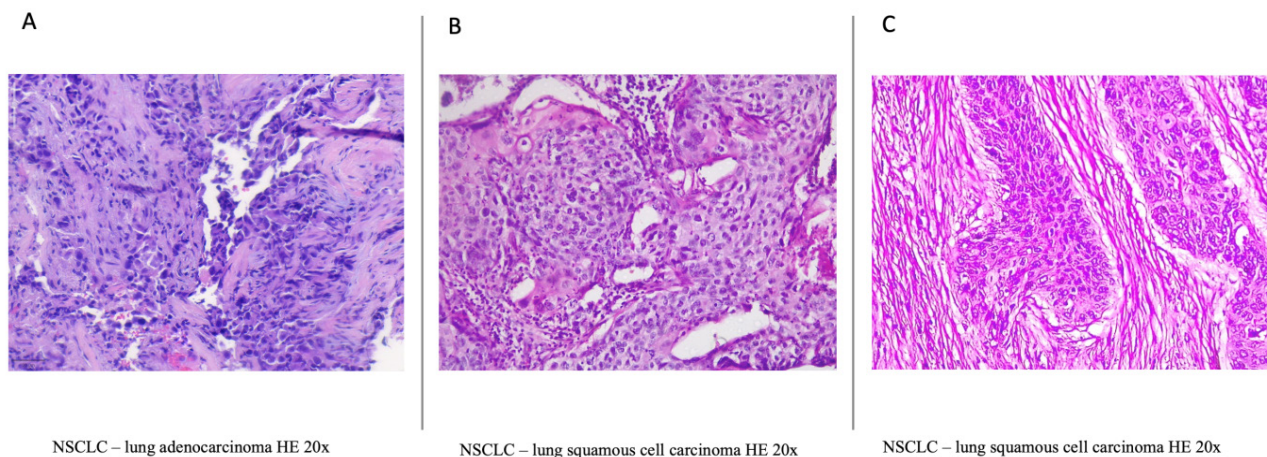 A
B
C
NSCLC – lung adenocarcinoma HE 20x
NSCLC – lung squamous cell carcinoma HE 20x
NSCLC – lung squamous cell carcinoma HE 20x